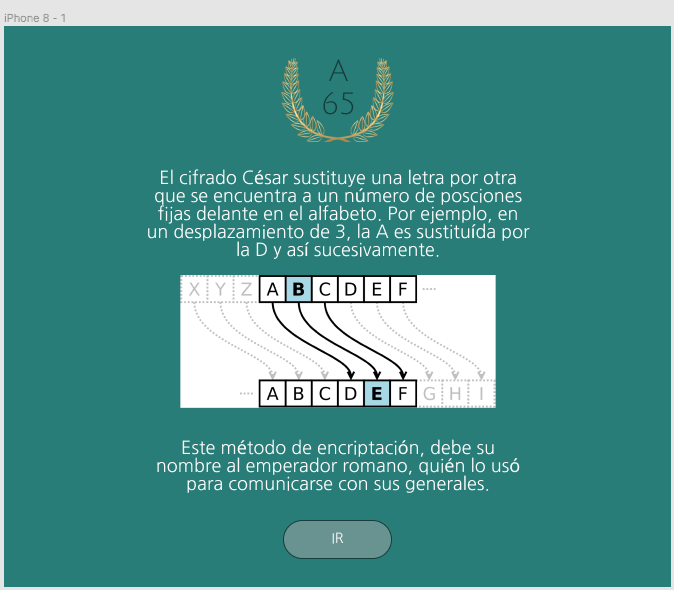 iPhone 8 - 1
A
65
El cifrado César sustituye una letra por otra
que se encuentra a un número de posciones
fijas delante en el alfabeto. Por ejemplo, en
un desplazamiento de 3, la A es sustituída por
la D y así sucesivamente.
X Y Z A B C D E F ....
.... A B C D E F G H I
Este método de encriptación, debe su
nombre al emperador romano, quién lo usó
para comunicarse con sus generales.
IR